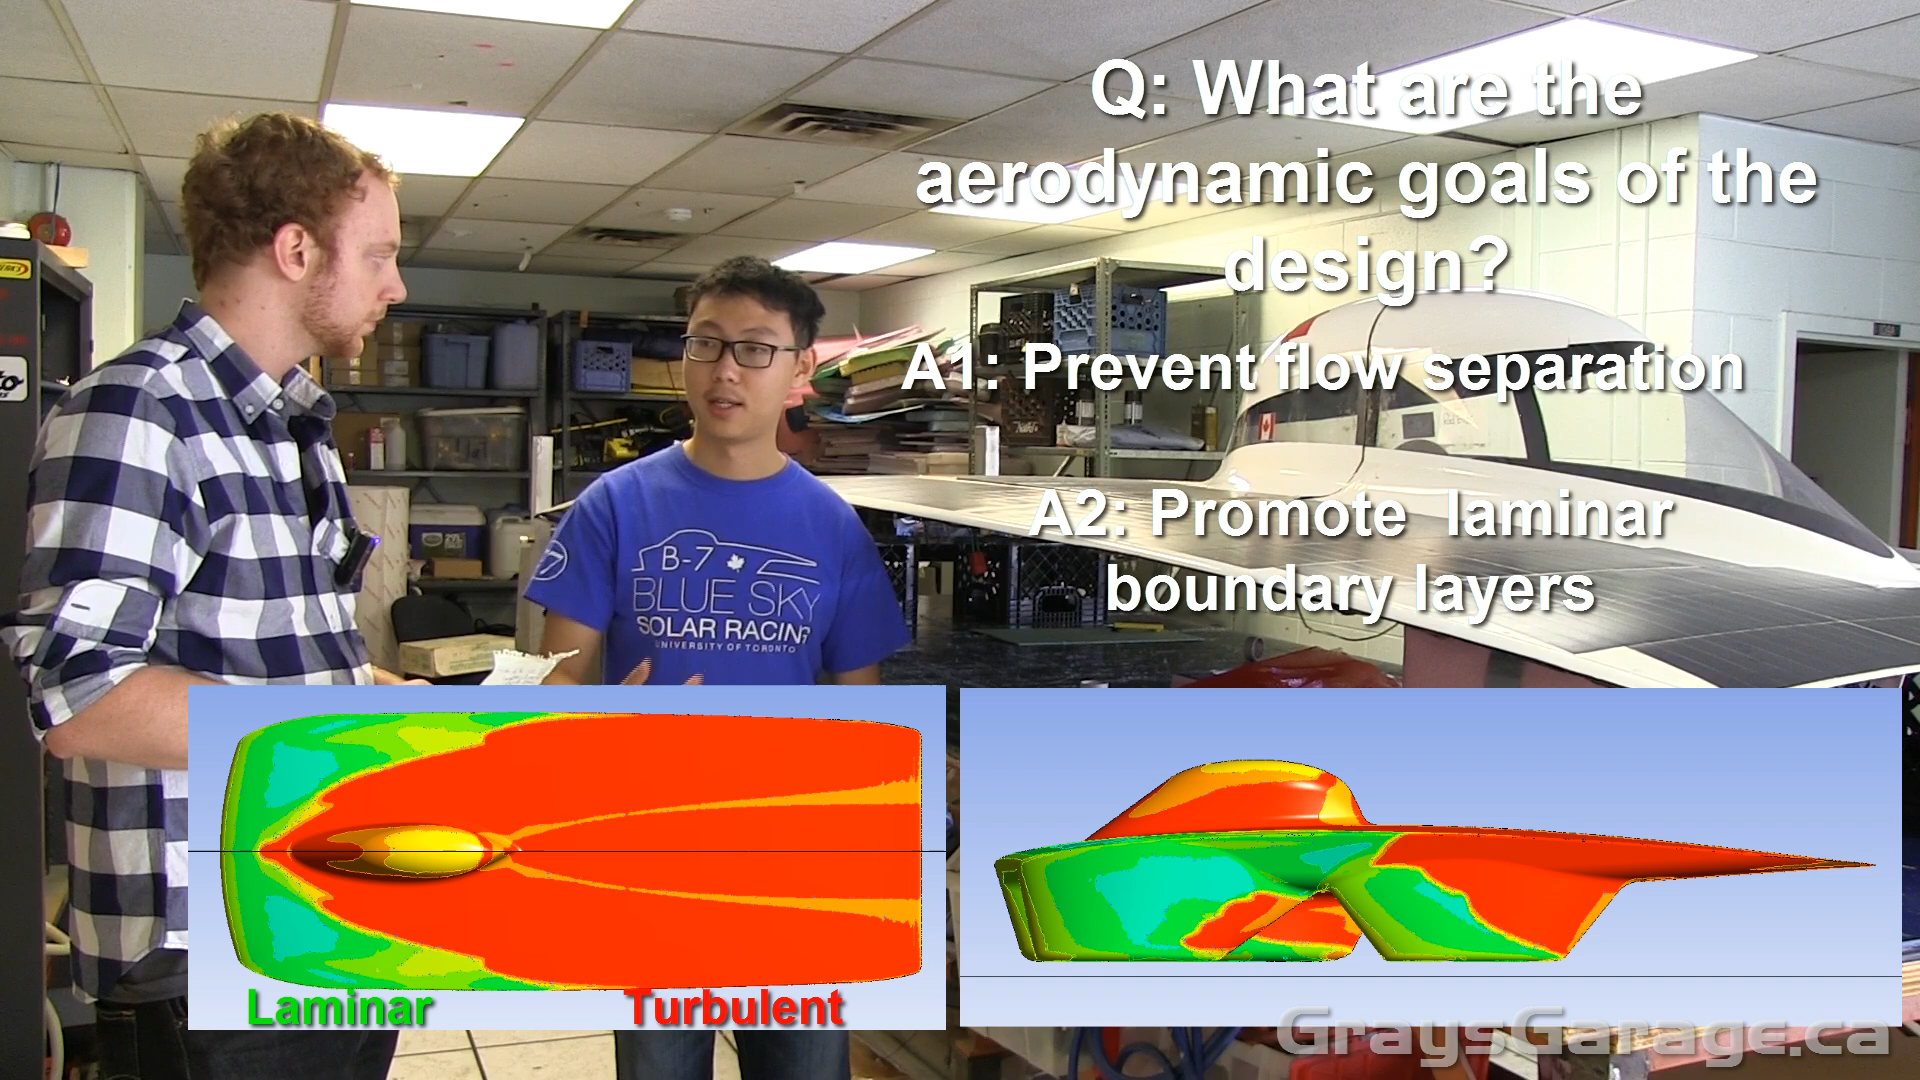 Q: What are the
aerodynamic goals of the
design?
A1: Prevent flow separation
A2: Promote laminar
boundary layers
B-7
BLUE SKY
SOLAR RACING
UNIVERSITY OF TORONTO
Laminar
Turbulent
GraysGarage.ca